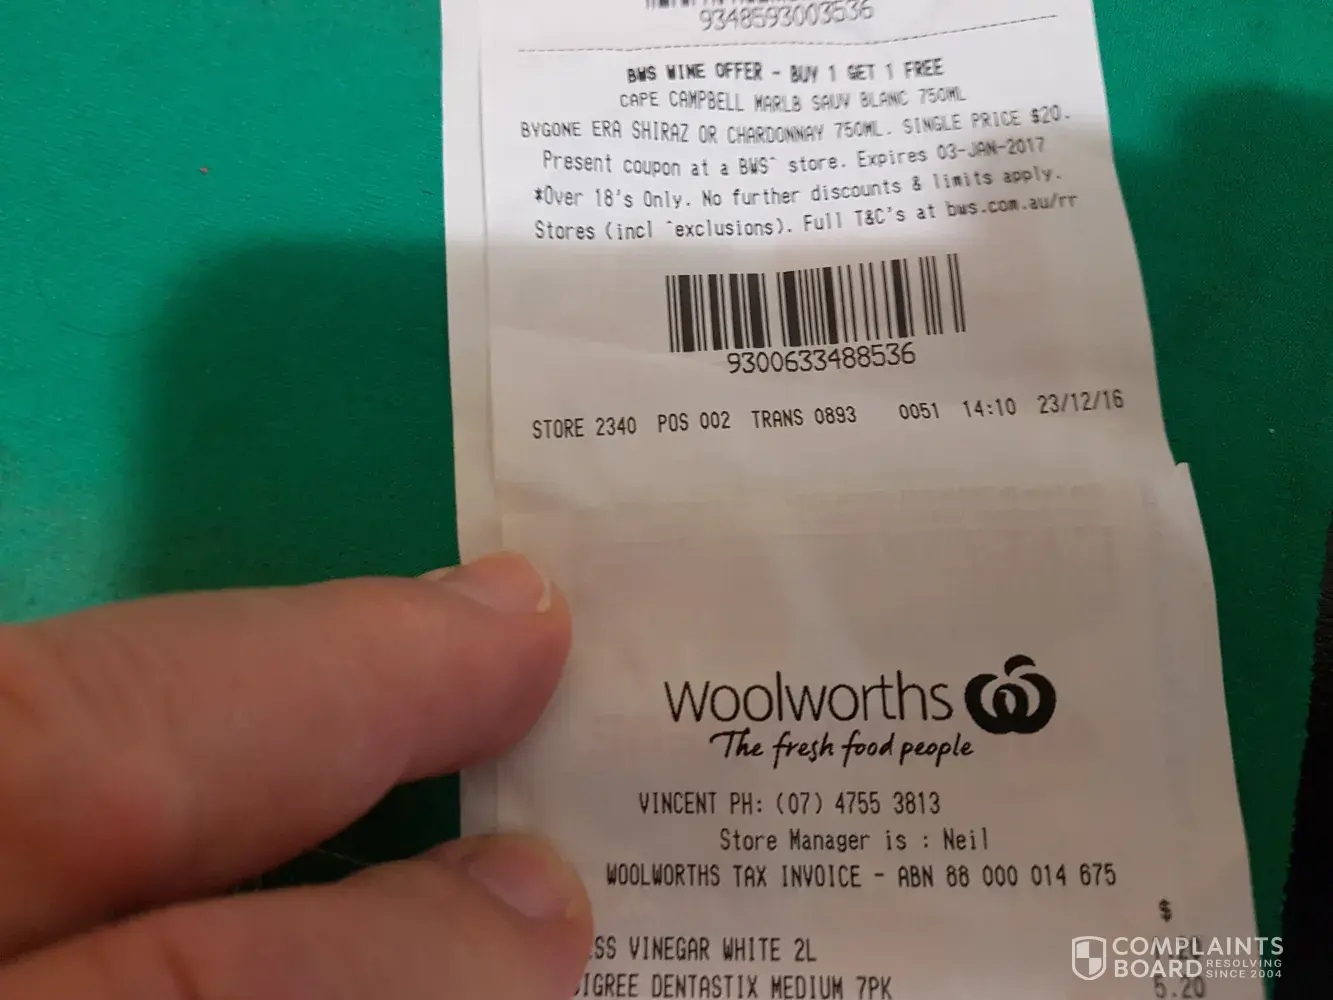 9348593003536
BWS WINE OFFER - BUY 1 GET 1 FREE
CAPE CAMPBELL MARLB SAUV BLANC 750ML
BYGONE ERA SHIRAZ OR CHARDONNAY 750ML. SINGLE PRICE $20.
Present coupon at a BWS^ store. Expires 03-JAN-2017
*Over 18's Only. No further discounts & limits apply.
Stores (incl ^exclusions). Full T&C's at bws.com.au/rr
9300633488536
STORE 2340 POS 002 TRANS 0893 0051 14:10 23/12/16
Woolworths
The fresh food people
VINCENT PH: (07) 4755 3813
Store Manager is : Neil
WOOLWORTHS TAX INVOICE - ABN 88 000 014 675
$
SS VINEGAR WHITE 2L
IGREE DENTASTIX MEDIUM 7PK 5.20
COMPLAINTS
BOARD RESOLVING
SINCE 2004